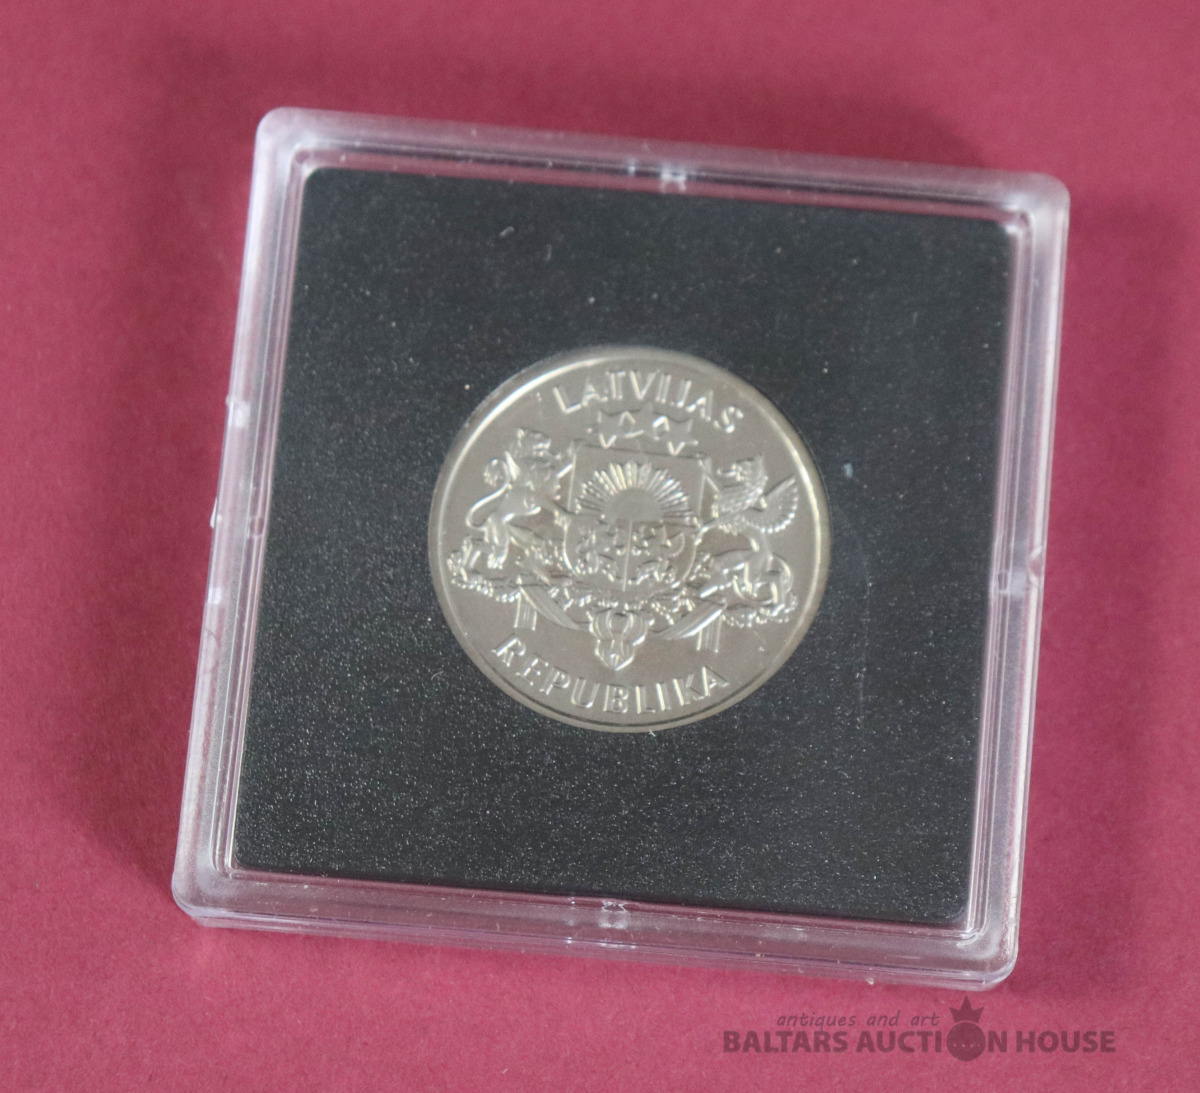 LATVIJAS
REPUBLIKA
antiques and art
BALTARS AUCTION HOUSE